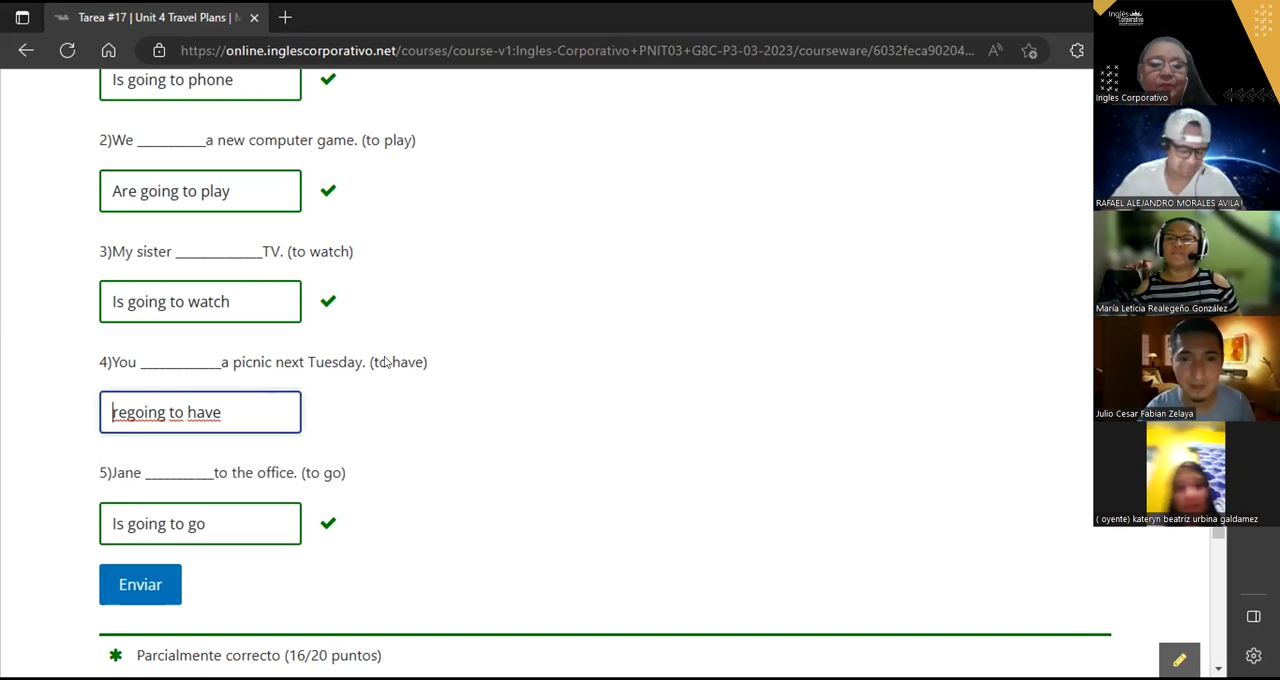 Tarea #17 | Unit 4 Travel Plans |
https://online.inglescorporativo.net/courses/course-v1:Ingles-Corporativo+PNIT03+G8C-P3-03-2023/courseware/6032feca90204...
Is going to phone
2)We __________a new computer game. (to play)
Are going to play
3)My sister _____________TV. (to watch)
Is going to watch
4)You ____________a picnic next Tuesday. (to have)
regoing to have
5)Jane __________to the office. (to go)
Is going to go
Enviar
Parcialmente correcto (16/20 puntos)
Inglés
Corporativo
Ingles Corporativo
RAFAEL ALEJANDRO MORALES AVILA
María Leticia Realegeño González
Julio Cesar Fabian Zelaya
( oyente) kateryn beatriz urbina galdamez